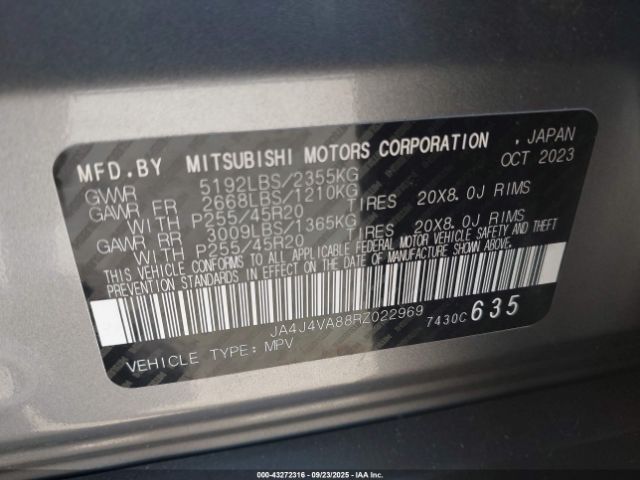 MFD.BY MITSUBISHI MOTORS CORPORATION , JAPAN
OCT 2023
GVWR 5192LBS/2355KG
GAWR FR 2668LBS/1210KG
WITH P255/45R20 TIRES 20X8.0J RIMS
GAWR RR 3009LBS/1365KG
WITH P255/45R20 TIRES 20X8.0J RIMS
THIS VEHICLE CONFORMS TO ALL APPLICABLE FEDERAL MOTOR VEHICLE SAFETY AND THEFT
PREVENTION STANDARDS IN EFFECT ON THE DATE OF MANUFACTURE SHOWN ABOVE.
JA4J4VA88RZ022969 7430C 635
VEHICLE TYPE: MPV
000-43272316 - 09/23/2025 - IAA Inc.